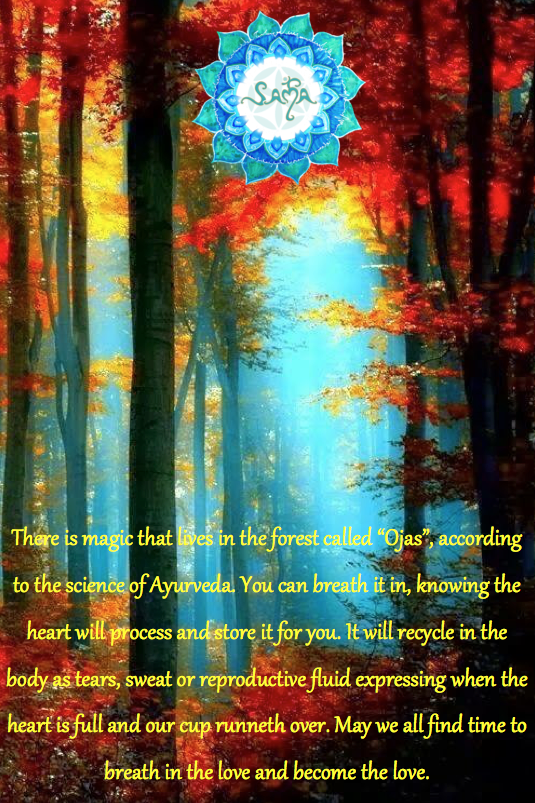 Sama
There is magic that lives in the forest called “Ojas”, according
to the science of Ayurveda. You can breath it in, knowing the
heart will process and store it for you. It will recycle in the
body as tears, sweat or reproductive fluid expressing when the
heart is full and our cup runneth over. May we all find time to
breath in the love and become the love.